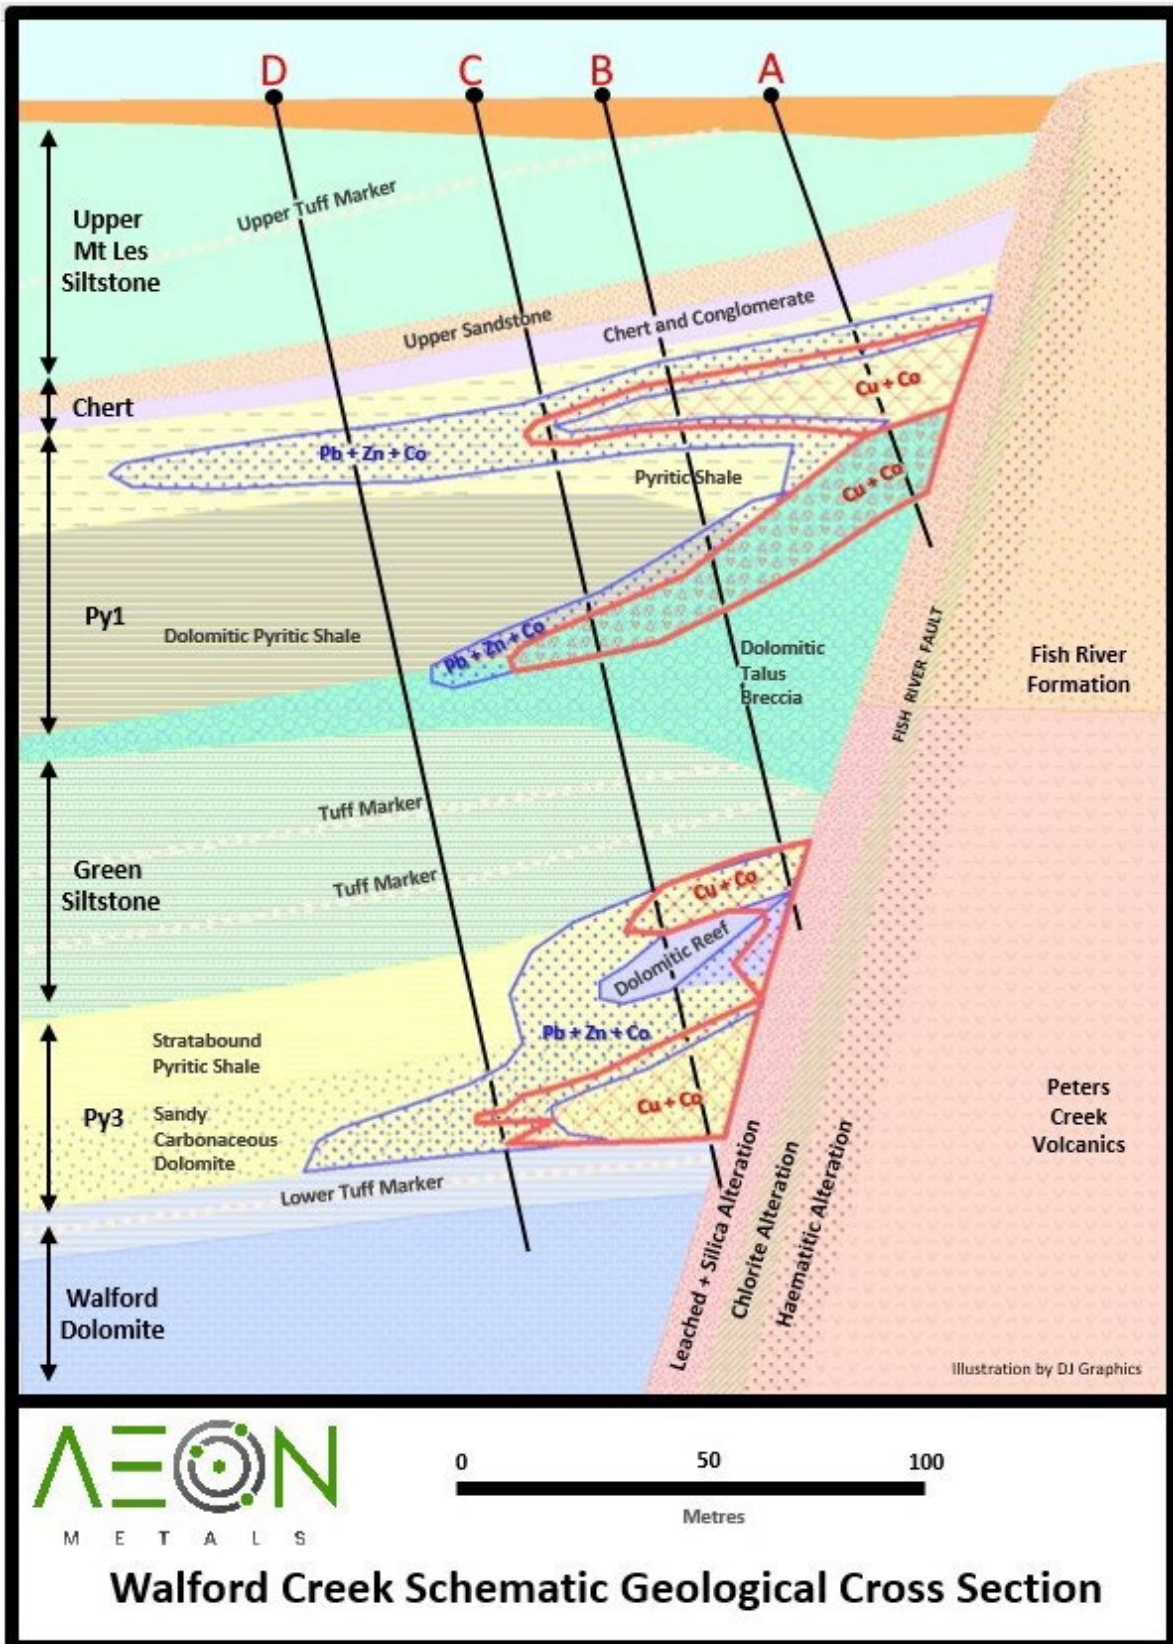 D
C
B
A
Upper Tuff Marker
Upper
Mt Les
Siltstone
Upper Sandstone
Chert and Conglomerate
Chert
Cu + Co
Pb + Zn + Co
Pyritic Shale
Cu + Co
Py1
Dolomitic Pyritic Shale
Pb + Zn + Co
Dolomitic
Talus
Breccia
FISH RIVER FAULT
Fish River
Formation
Tuff Marker
Tuff Marker
Green
Siltstone
Cu + Co
Dolomitic Reef
Pb + Zn + Co
Stratabound
Pyritic Shale
Py3
Sandy
Carbonaceous
Dolomite
Cu + Co
Peters
Creek
Volcanics
Lower Tuff Marker
Leached + Silica Alteration
Chlorite Alteration
Haematitic Alteration
Walford
Dolomite
Illustration by DJ Graphics
AEON
METALS
0 50 100
Metres
Walford Creek Schematic Geological Cross Section